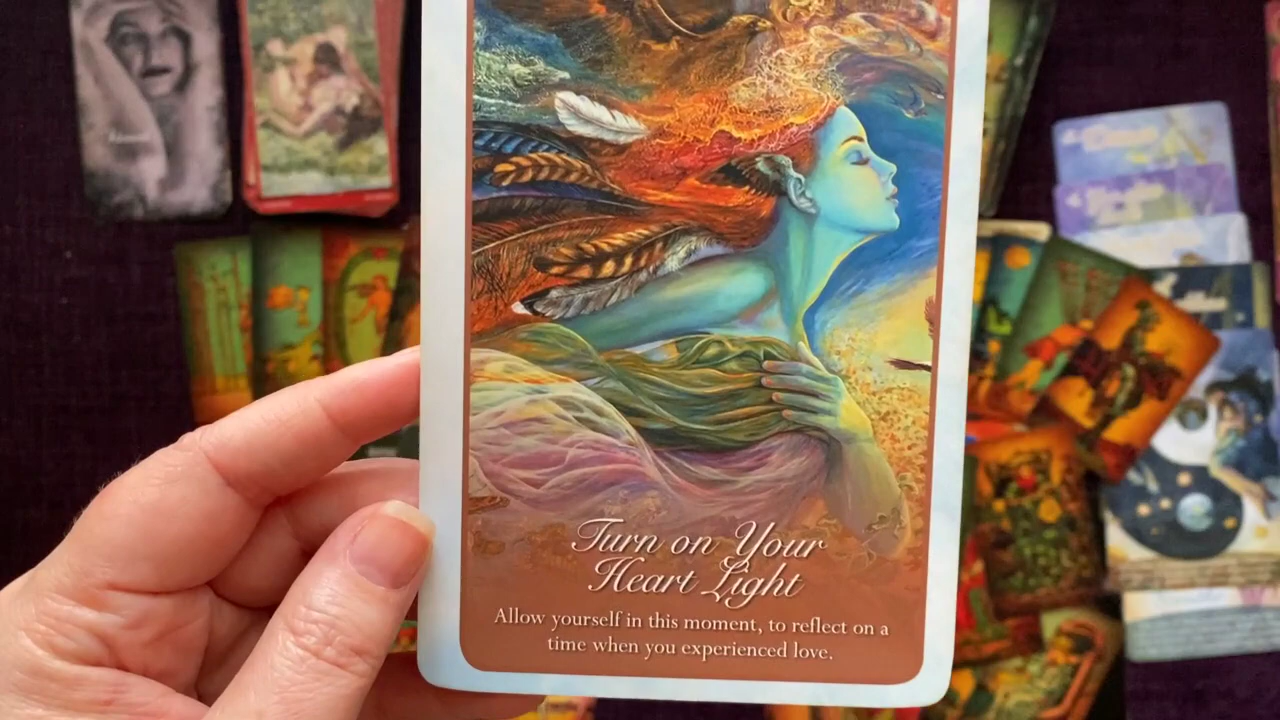 Turn on Your
Heart Light
Allow yourself in this moment, to reflect on a
time when you experienced love.